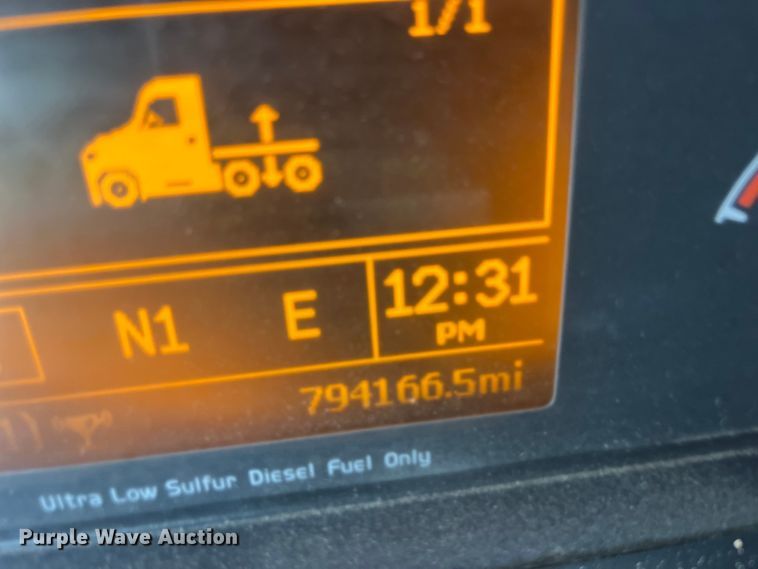 1/1
N1 E 12:31
PM
794166.5mi
Ultra Low Sulfur Diesel Fuel Only
Purple Wave Auction